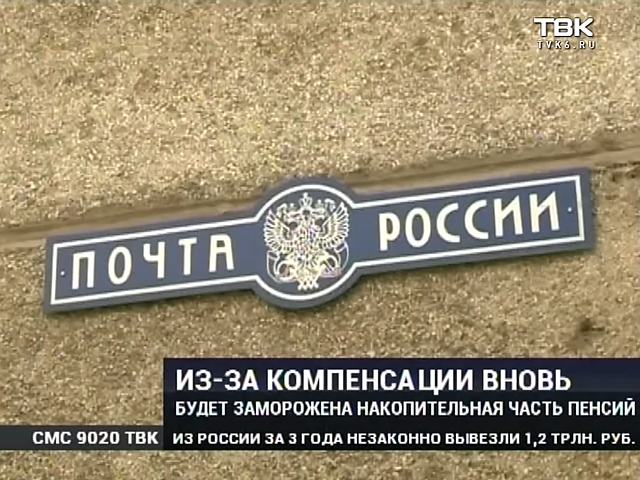 ТВК
TVK6.RU
ПОЧТА РОССИИ
ИЗ-ЗА КОМПЕНСАЦИИ ВНОВЬ
БУДЕТ ЗАМОРОЖЕНА НАКОПИТЕЛЬНАЯ ЧАСТЬ ПЕНСИЙ
СМС 9020 ТВК ИЗ РОССИИ ЗА 3 ГОДА НЕЗАКОННО ВЫВЕЗЛИ 1,2 ТРЛН. РУБ.